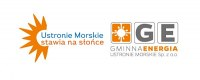 Ustronie Morskie
stawia na słońce
GE
GMINNA ENERGIA
USTRONIE MORSKIE sp. z o.o.